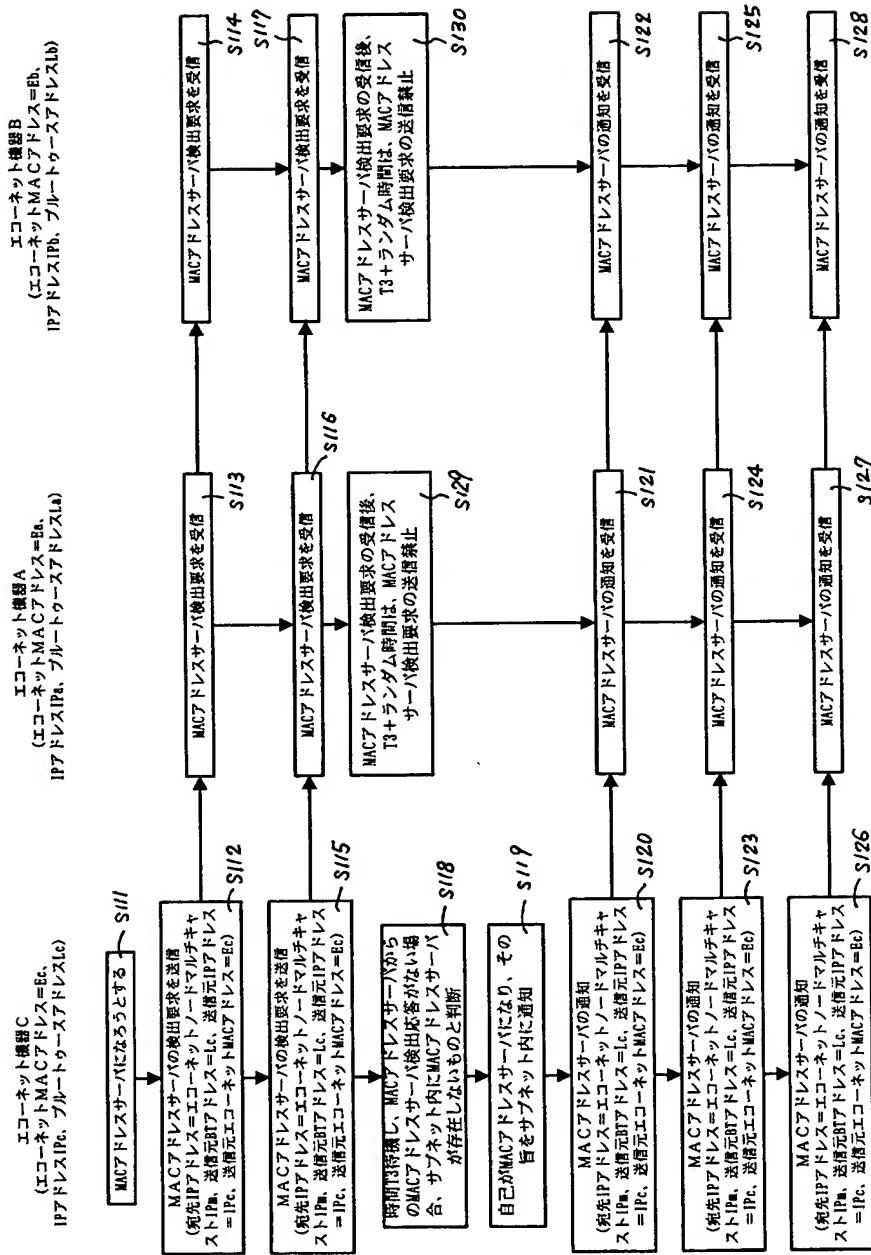 エコーネット機器C
(エコーネットMACアドレス=Ec、
IPアドレスIPc、ブルートゥースアドレスLc)
MACアドレスサーバになろうとする
S111
MACアドレスサーバの検出要求を送信
(宛先IPアドレス=エコーネットノードマルチキャ
ストIPm、送信元BTアドレス=Lc、送信元IPアドレス
=IPc、送信元エコーネットMACアドレス=Ec)
S112
MACアドレスサーバの検出要求を送信
(宛先IPアドレス=エコーネットノードマルチキャ
ストIPm、送信元BTアドレス=Lc、送信元IPアドレス
=IPc、送信元エコーネットMACアドレス=Ec)
S115
時間T3待機し、MACアドレスサーバから
のMACアドレスサーバ検出応答がない場
合、サブネット内にMACアドレスサーバ
が存在しないものと判断
S118
自己がMACアドレスサーバになり、その
旨をサブネット内に通知
S119
MACアドレスサーバの通知
(宛先IPアドレス=エコーネットノードマルチキャ
ストIPm、送信元BTアドレス=Lc、送信元IPアドレス
=IPc、送信元エコーネットMACアドレス=Ec)
S120
MACアドレスサーバの通知
(宛先IPアドレス=エコーネットノードマルチキャ
ストIPm、送信元BTアドレス=Lc、送信元IPアドレス
=IPc、送信元エコーネットMACアドレス=Ec)
S123
MACアドレスサーバの通知
(宛先IPアドレス=エコーネットノードマルチキャ
ストIPm、送信元BTアドレス=Lc、送信元IPアドレス
=IPc、送信元エコーネットMACアドレス=Ec)
S126
エコーネット機器A
(エコーネットMACアドレス=Ea、
IPアドレスIPa、ブルートゥースアドレスLa)
MACアドレスサーバ検出要求を受信
S113
MACアドレスサーバ検出要求を受信
S116
MACアドレスサーバ検出要求の受信後、
T3+ランダム時間は、MACアドレス
サーバ検出要求の送信禁止
S129
MACアドレスサーバの通知を受信
S121
MACアドレスサーバの通知を受信
S124
MACアドレスサーバの通知を受信
S127
エコーネット機器B
(エコーネットMACアドレス=Eb、
IPアドレスIPb、ブルートゥースアドレスLb)
MACアドレスサーバ検出要求を受信
S114
MACアドレスサーバ検出要求を受信
S117
MACアドレスサーバ検出要求の受信後、
T3+ランダム時間は、MACアドレス
サーバ検出要求の送信禁止
S130
MACアドレスサーバの通知を受信
S122
MACアドレスサーバの通知を受信
S125
MACアドレスサーバの通知を受信
S128